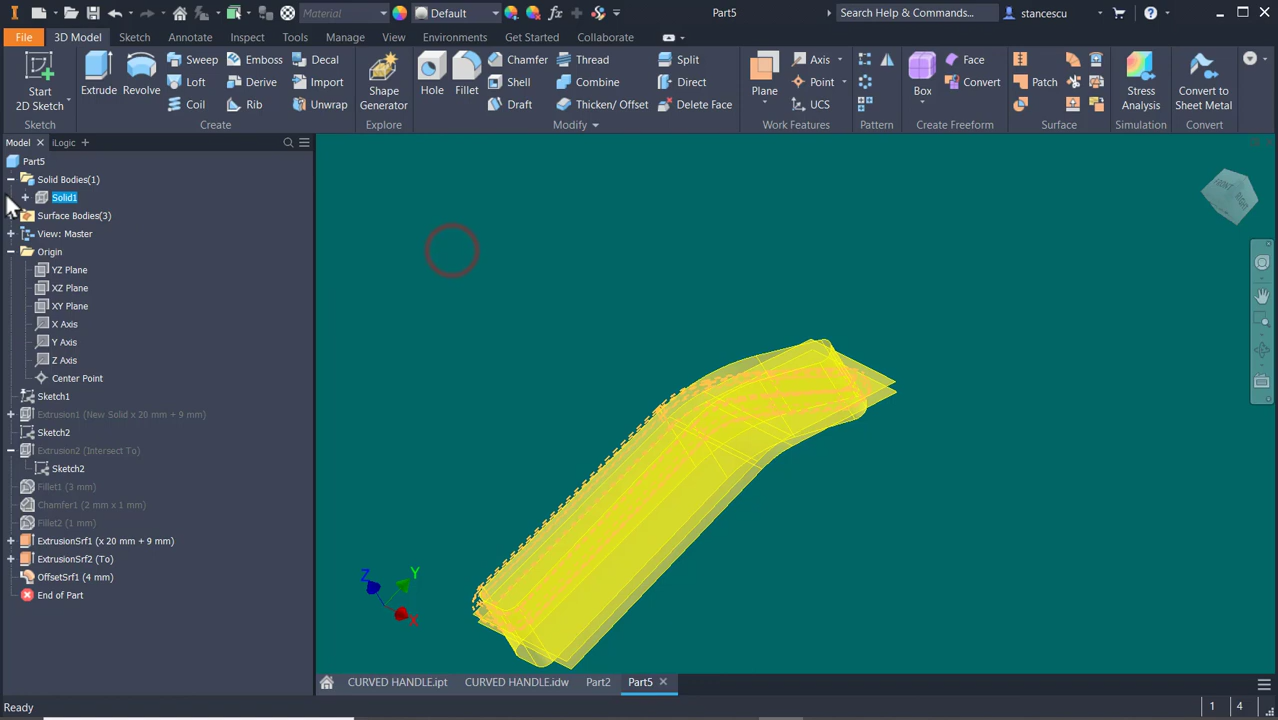 Material
Default
Part5
Search Help & Commands...
stancescu
File
3D Model
Sketch
Annotate
Inspect
Tools
Manage
View
Environments
Get Started
Collaborate
Start
2D Sketch
Extrude
Revolve
Sweep
Loft
Coil
Emboss
Derive
Rib
Decal
Import
Unwrap
Shape
Generator
Hole
Fillet
Chamfer
Shell
Draft
Thread
Combine
Thicken/ Offset
Split
Direct
Delete Face
Plane
Axis
Point
UCS
Box
Face
Convert
Patch
Stress
Analysis
Convert to
Sheet Metal
Sketch
Create
Explore
Modify
Work Features
Pattern
Create Freeform
Surface
Simulation
Convert
Model
iLogic
Part5
Solid Bodies(1)
Solid1
Surface Bodies(3)
View: Master
Origin
YZ Plane
XZ Plane
XY Plane
X Axis
Y Axis
Z Axis
Center Point
Sketch1
Extrusion1 (New Solid x 20 mm + 9 mm)
Sketch2
Extrusion2 (Intersect To)
Sketch2
Fillet1 (3 mm)
Chamfer1 (2 mm x 1 mm)
Fillet2 (1 mm)
ExtrusionSrf1 (x 20 mm + 9 mm)
ExtrusionSrf2 (To)
OffsetSrf1 (4 mm)
End of Part
FRONT
RIGHT
Z
Y
X
CURVED HANDLE.ipt
CURVED HANDLE.idw
Part2
Part5
Ready
1
4